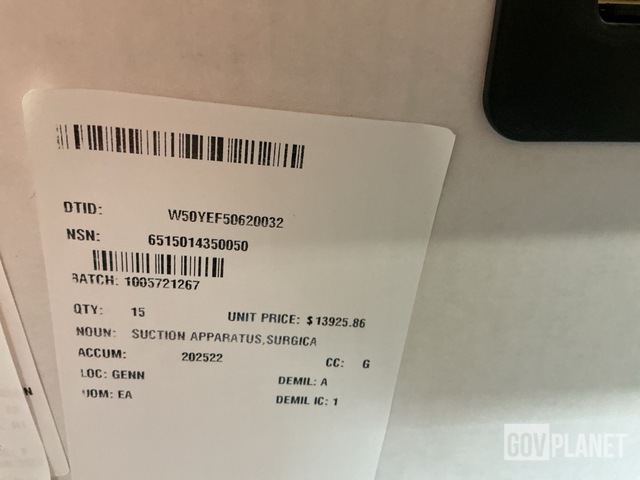 DTID: W50YEF50620032
NSN: 6515014350050
BATCH: 1005721267
QTY: 15 UNIT PRICE: $ 13925.86
NOUN: SUCTION APPARATUS,SURGICA
ACCUM: 202522 CC: G
LOC: GENN DEMIL: A
UOM: EA DEMIL IC: 1
N
GOVPLANET